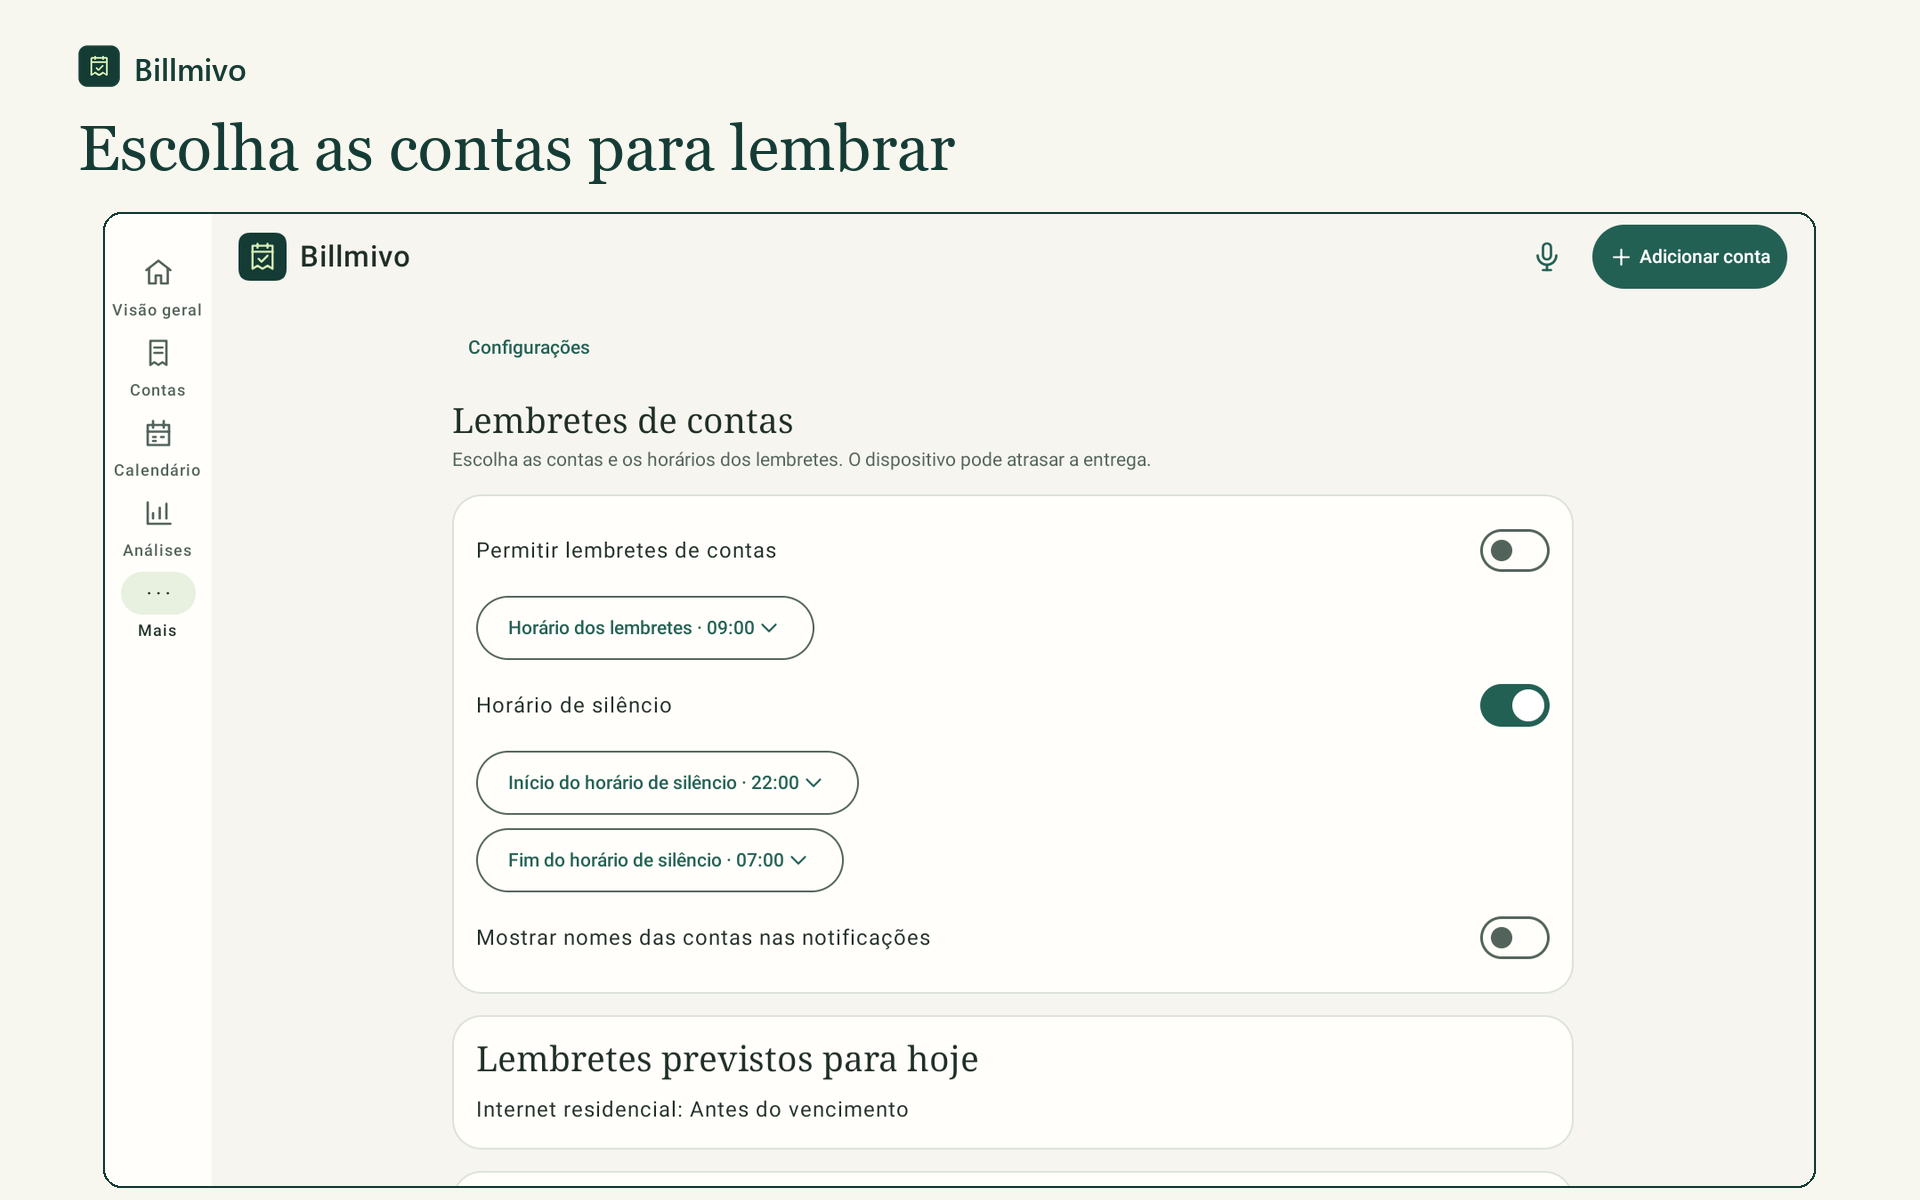 Billmivo
Escolha as contas para lembrar
Billmivo
Adicionar conta
Visão geral
Contas
Calendário
Análises
Mais
Configurações
Lembretes de contas
Escolha as contas e os horários dos lembretes. O dispositivo pode atrasar a entrega.
Permitir lembretes de contas
Horário dos lembretes · 09:00
Horário de silêncio
Início do horário de silêncio · 22:00
Fim do horário de silêncio · 07:00
Mostrar nomes das contas nas notificações
Lembretes previstos para hoje
Internet residencial: Antes do vencimento